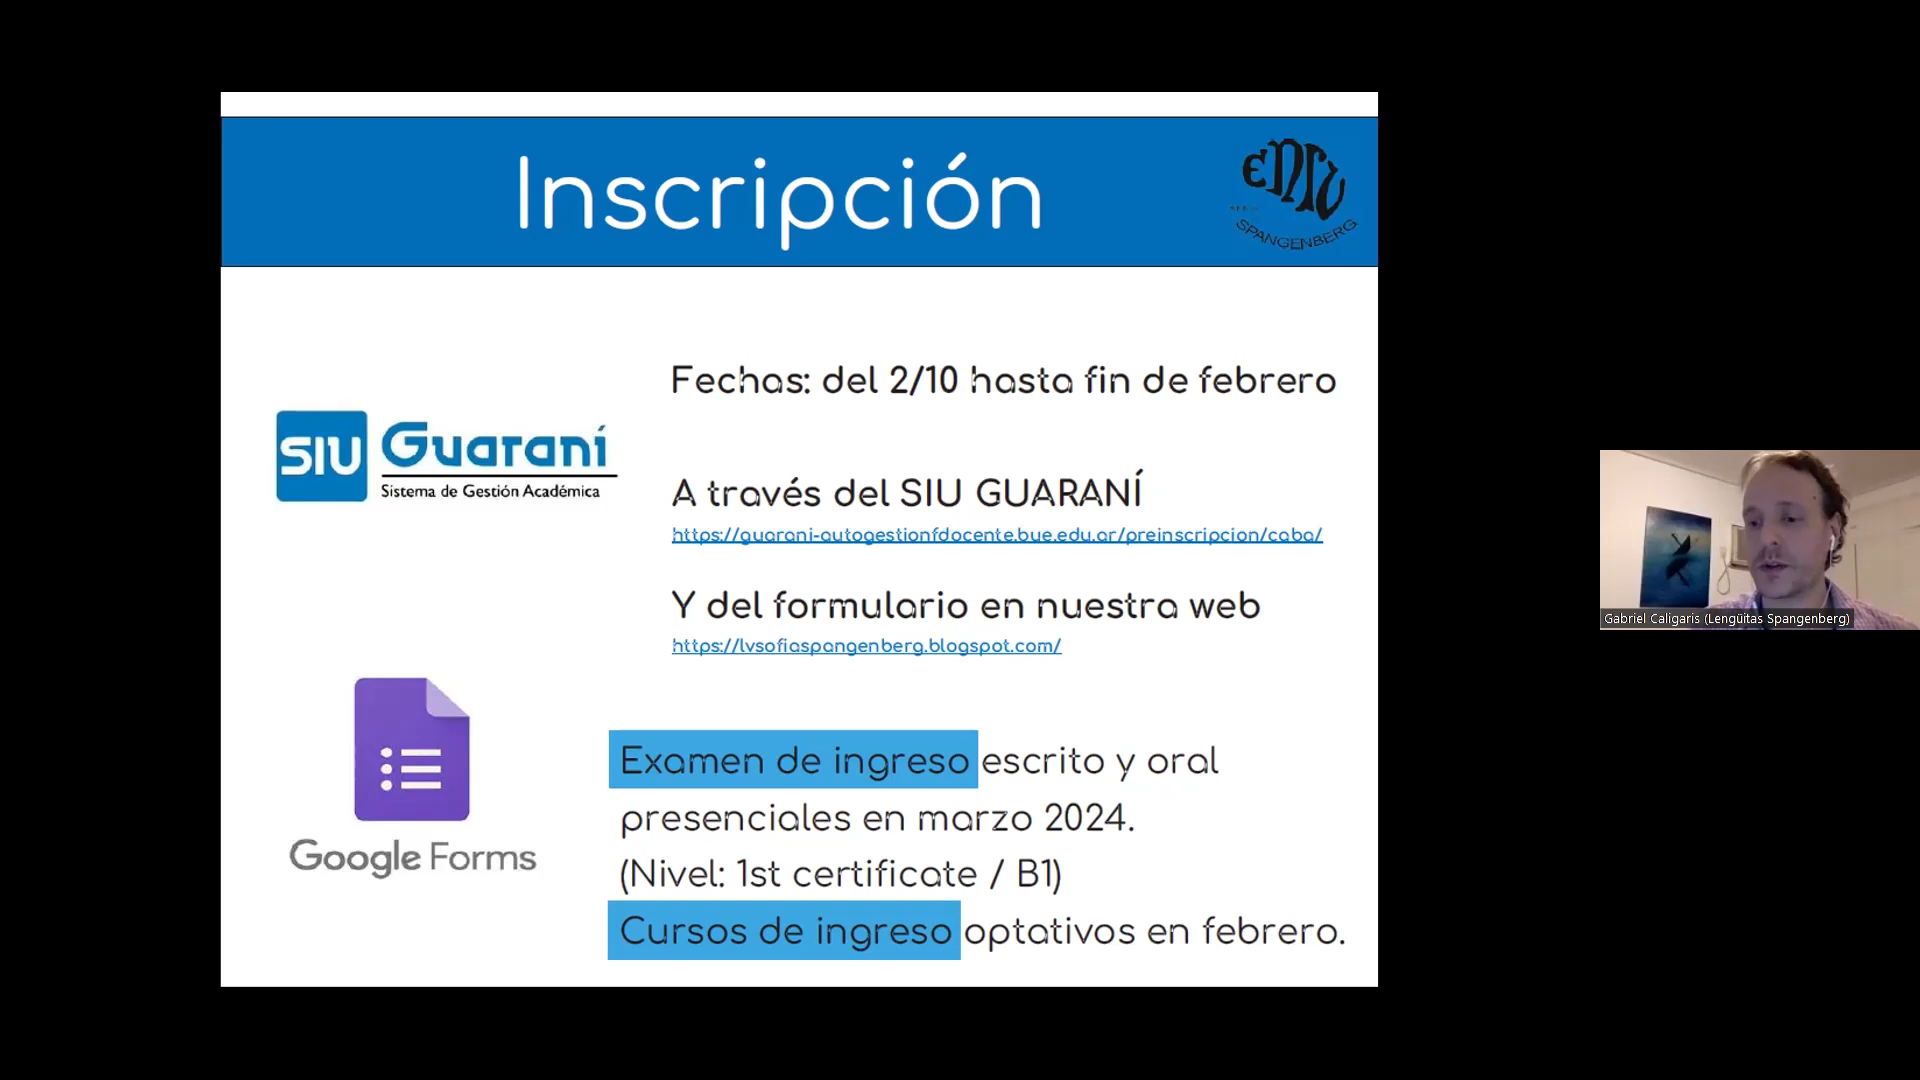 Inscripción
SPANGENBERG
Fechas: del 2/10 hasta fin de febrero
SIU Guaraní
Sistema de Gestión Académica
A través del SIU GUARANÍ
https://guarani-autogestionfdocente.bue.edu.ar/preinscripcion/caba/
Y del formulario en nuestra web
https://lvsofiaspangenberg.blogspot.com/
Google Forms
Examen de ingreso escrito y oral
presenciales en marzo 2024.
(Nivel: 1st certificate / B1)
Cursos de ingreso optativos en febrero.
Gabriel Caligaris (Lengüitas Spangenberg)